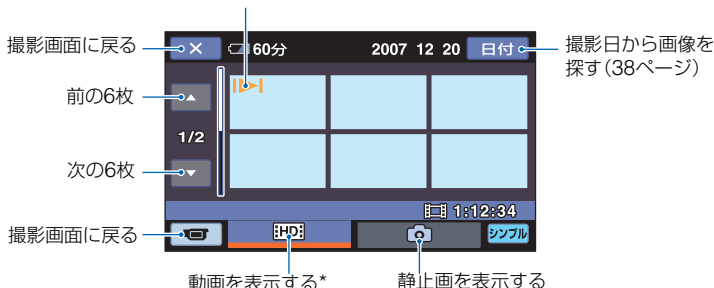 撮影画面に戻る
60分
2007 12 20
日付
撮影日から画像を
探す（38ページ）
前の6枚
1/2
次の6枚
1:12:34
撮影画面に戻る
HD
シンプル
動画を表示する*
静止画を表示する